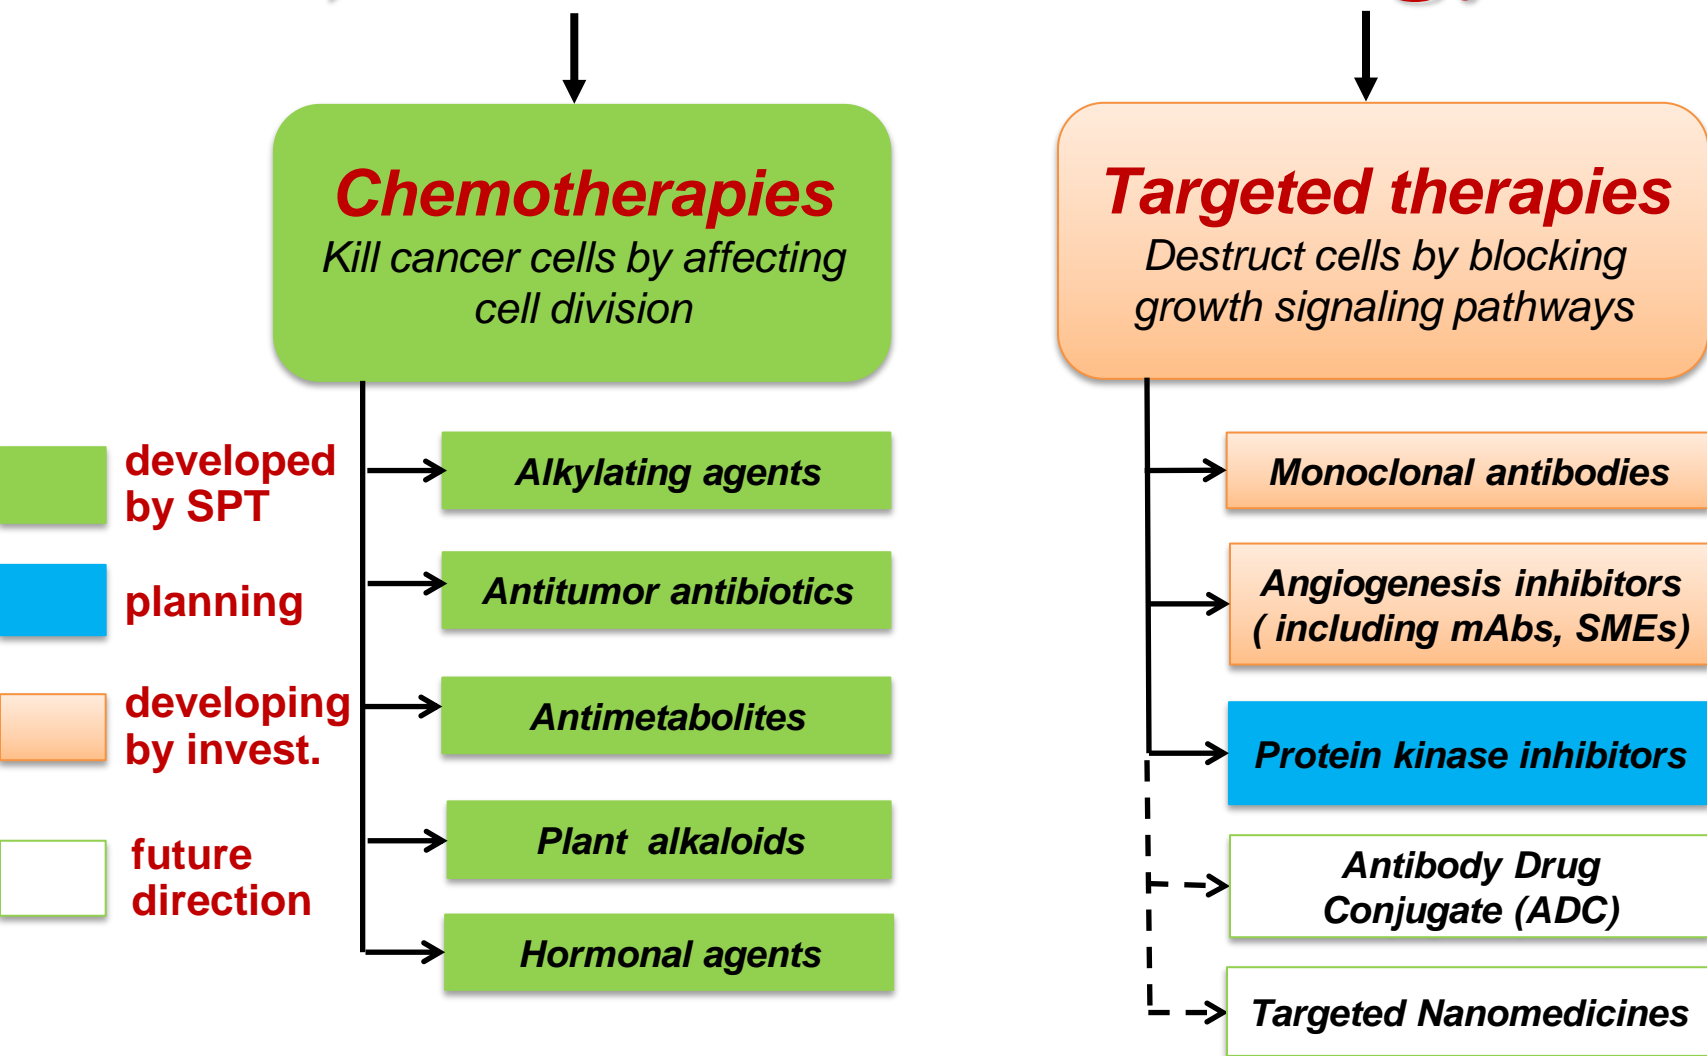 Chemotherapies
Kill cancer cells by affecting
cell division
Targeted therapies
Destruct cells by blocking
growth signaling pathways
developed
by SPT
planning
developing
by invest.
future
direction
Alkylating agents
Antitumor antibiotics
Antimetabolites
Plant alkaloids
Hormonal agents
Monoclonal antibodies
Angiogenesis inhibitors
( including mAbs, SMEs)
Protein kinase inhibitors
Antibody Drug
Conjugate (ADC)
Targeted Nanomedicines